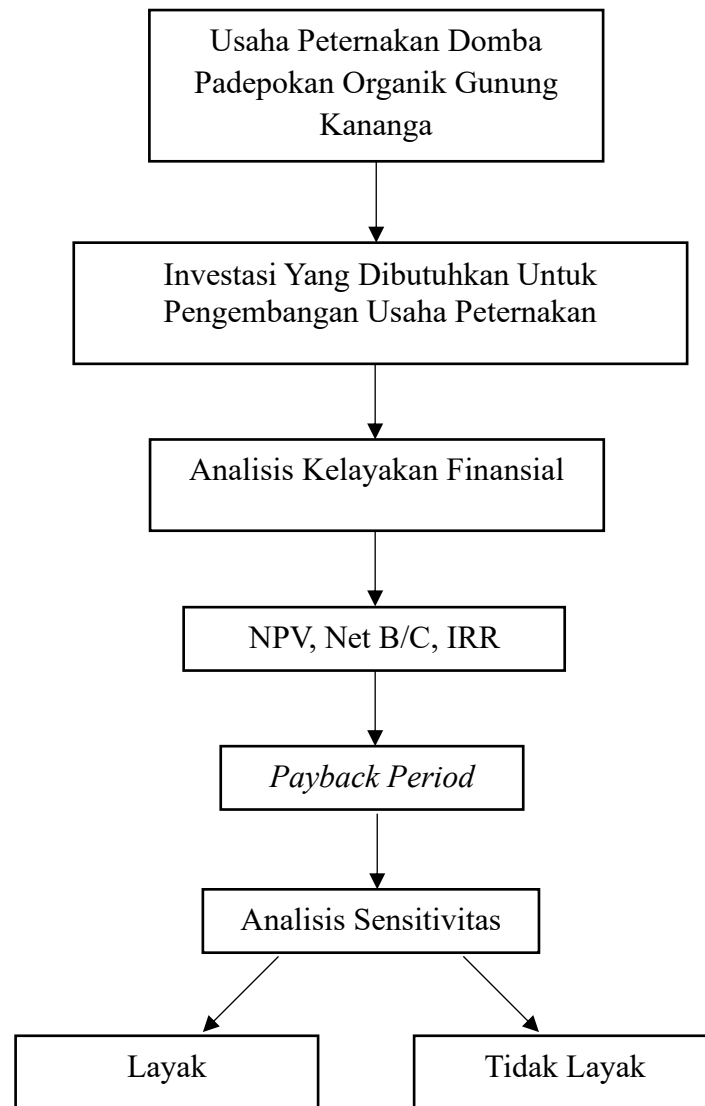 Usaha Peternakan Domba
Padepokan Organik Gunung
Kananga
Investasi Yang Dibutuhkan Untuk
Pengembangan Usaha Peternakan
Analisis Kelayakan Finansial
NPV, Net B/C, IRR
Payback Period
Analisis Sensitivitas
Layak
Tidak Layak